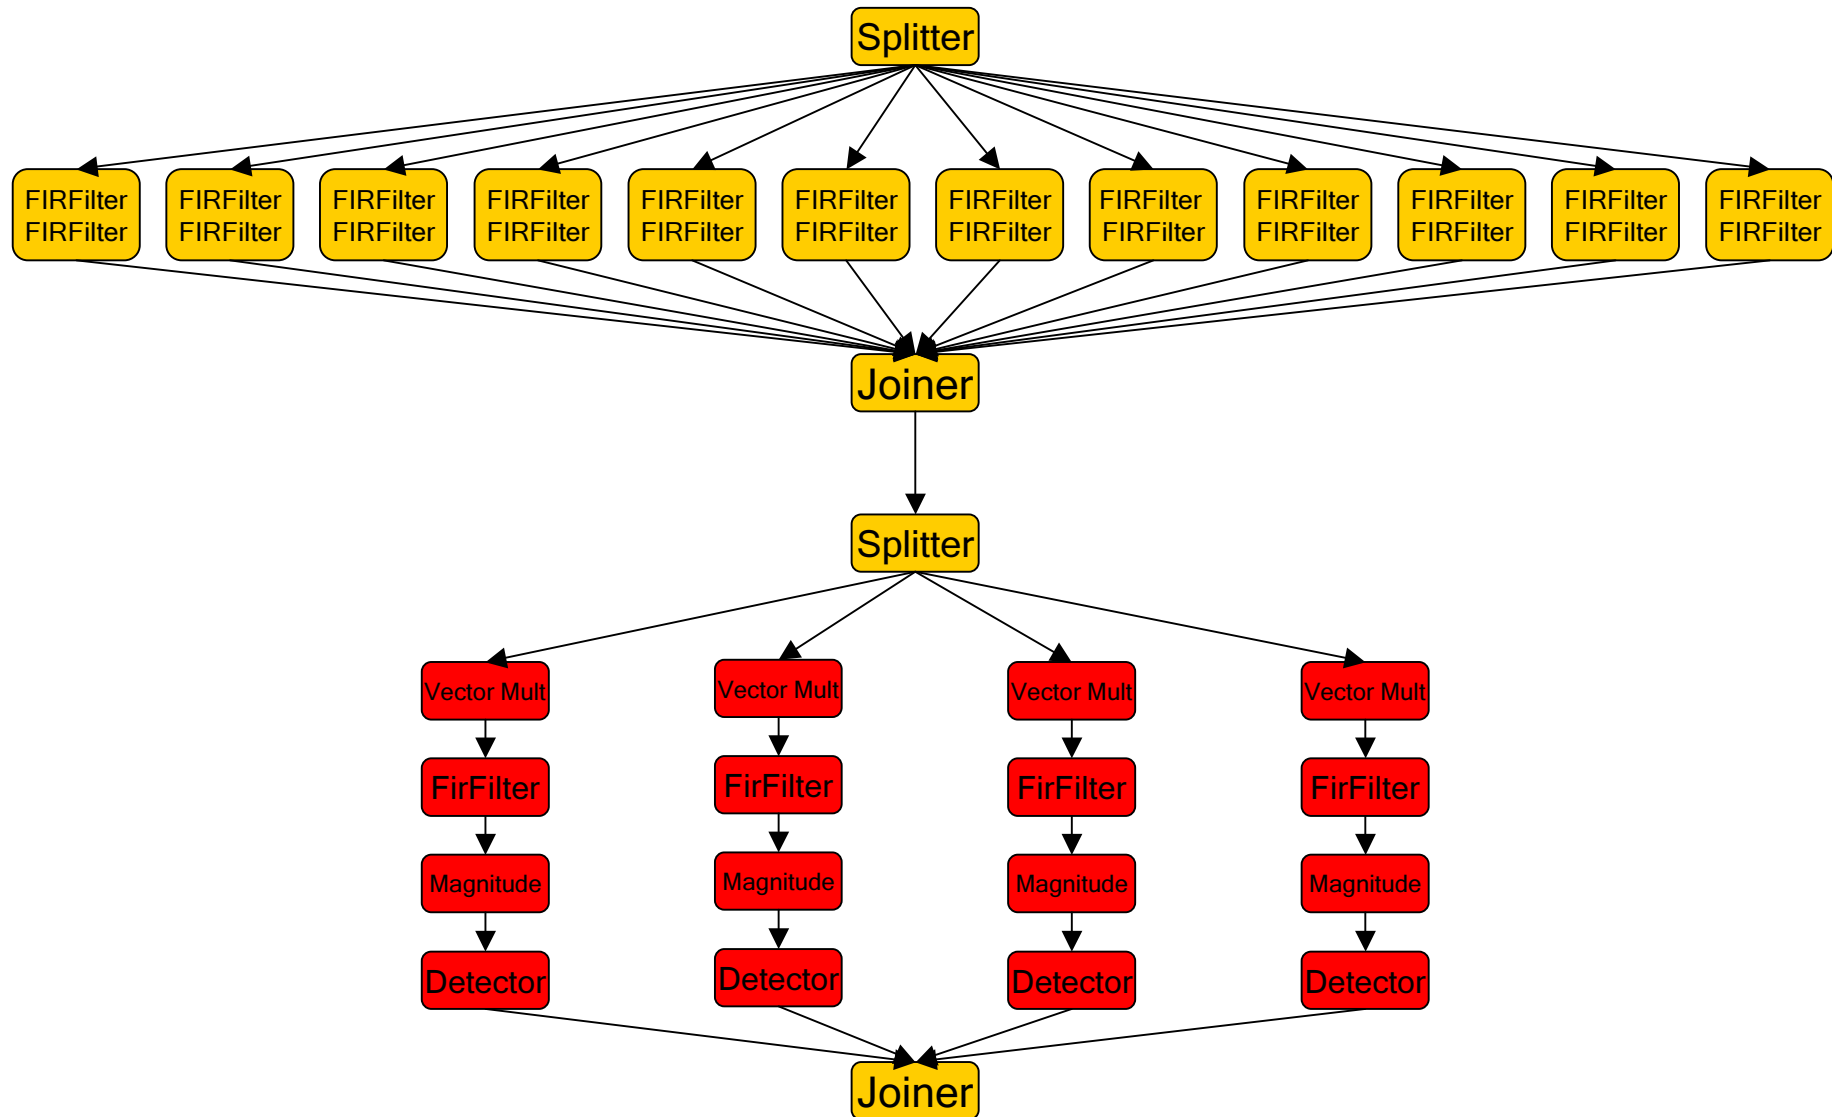 Splitter
FIRFilter FIRFilter FIRFilter FIRFilter FIRFilter FIRFilter FIRFilter FIRFilter FIRFilter FIRFilter FIRFilter FIRFilter
FIRFilter FIRFilter FIRFilter FIRFilter FIRFilter FIRFilter FIRFilter FIRFilter FIRFilter FIRFilter FIRFilter FIRFilter
Joiner
Splitter
Vector Mult Vector Mult Vector Mult Vector Mult
FirFilter FirFilter FirFilter FirFilter
Magnitude Magnitude Magnitude Magnitude
Detector Detector Detector Detector
Joiner